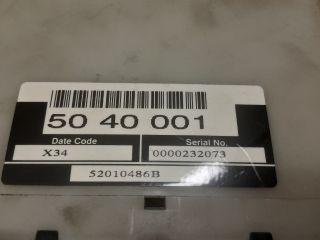 50 40 001
Date Code Serial No.
X34 0000232073
52010486B